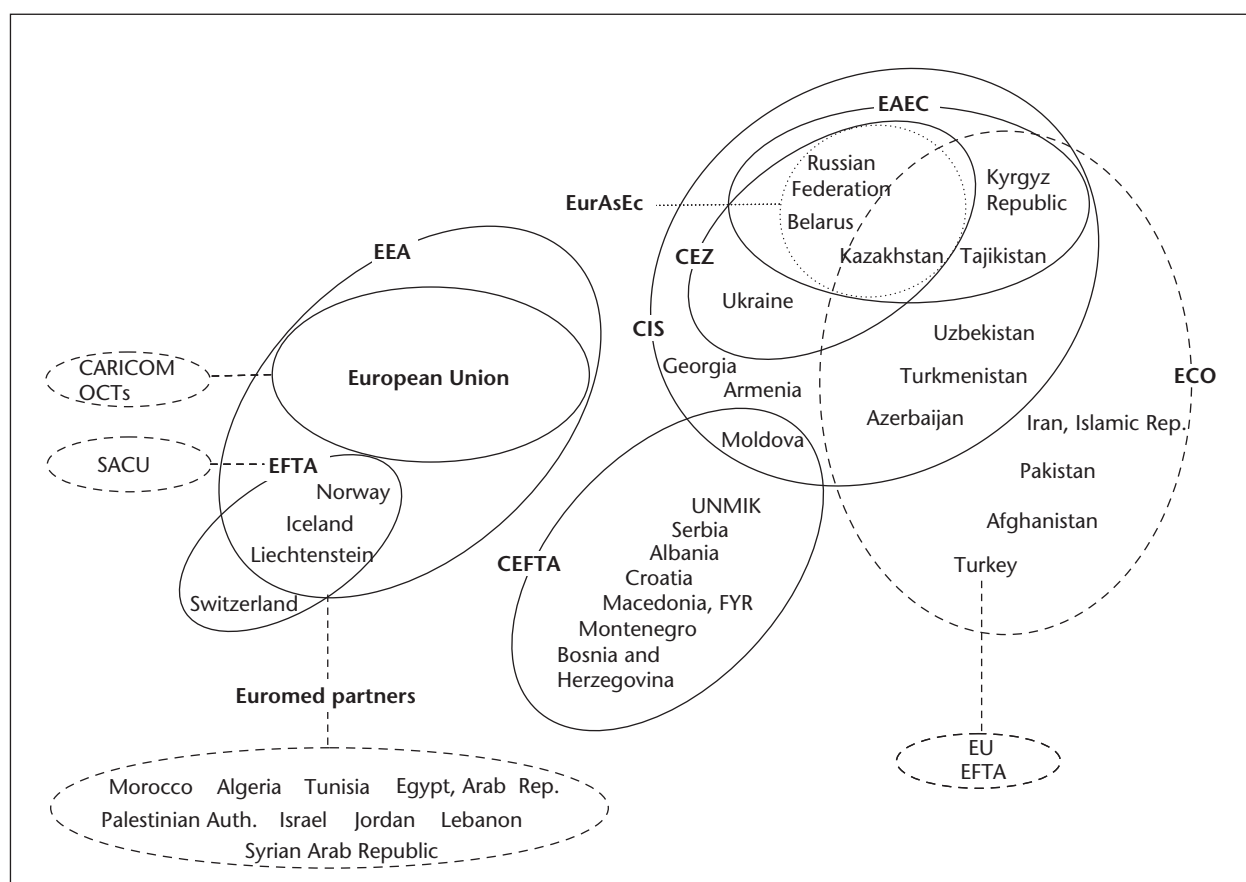 EAEC
Russian
Federation
Kyrgyz
Republic
EurAsEc
Belarus
EEA
CEZ
Kazakhstan
Tajikistan
Ukraine
CIS
Uzbekistan
CARICOM
OCTs
European Union
Georgia
Armenia
Turkmenistan
ECO
Azerbaijan
Iran, Islamic Rep.
Moldova
SACU
EFTA
Norway
Iceland
Liechtenstein
Switzerland
Pakistan
Afghanistan
Turkey
CEFTA
UNMIK
Serbia
Albania
Croatia
Macedonia, FYR
Montenegro
Bosnia and
Herzegovina
Euromed partners
EU
EFTA
Morocco Algeria Tunisia Egypt, Arab Rep.
Palestinian Auth. Israel Jordan Lebanon
Syrian Arab Republic